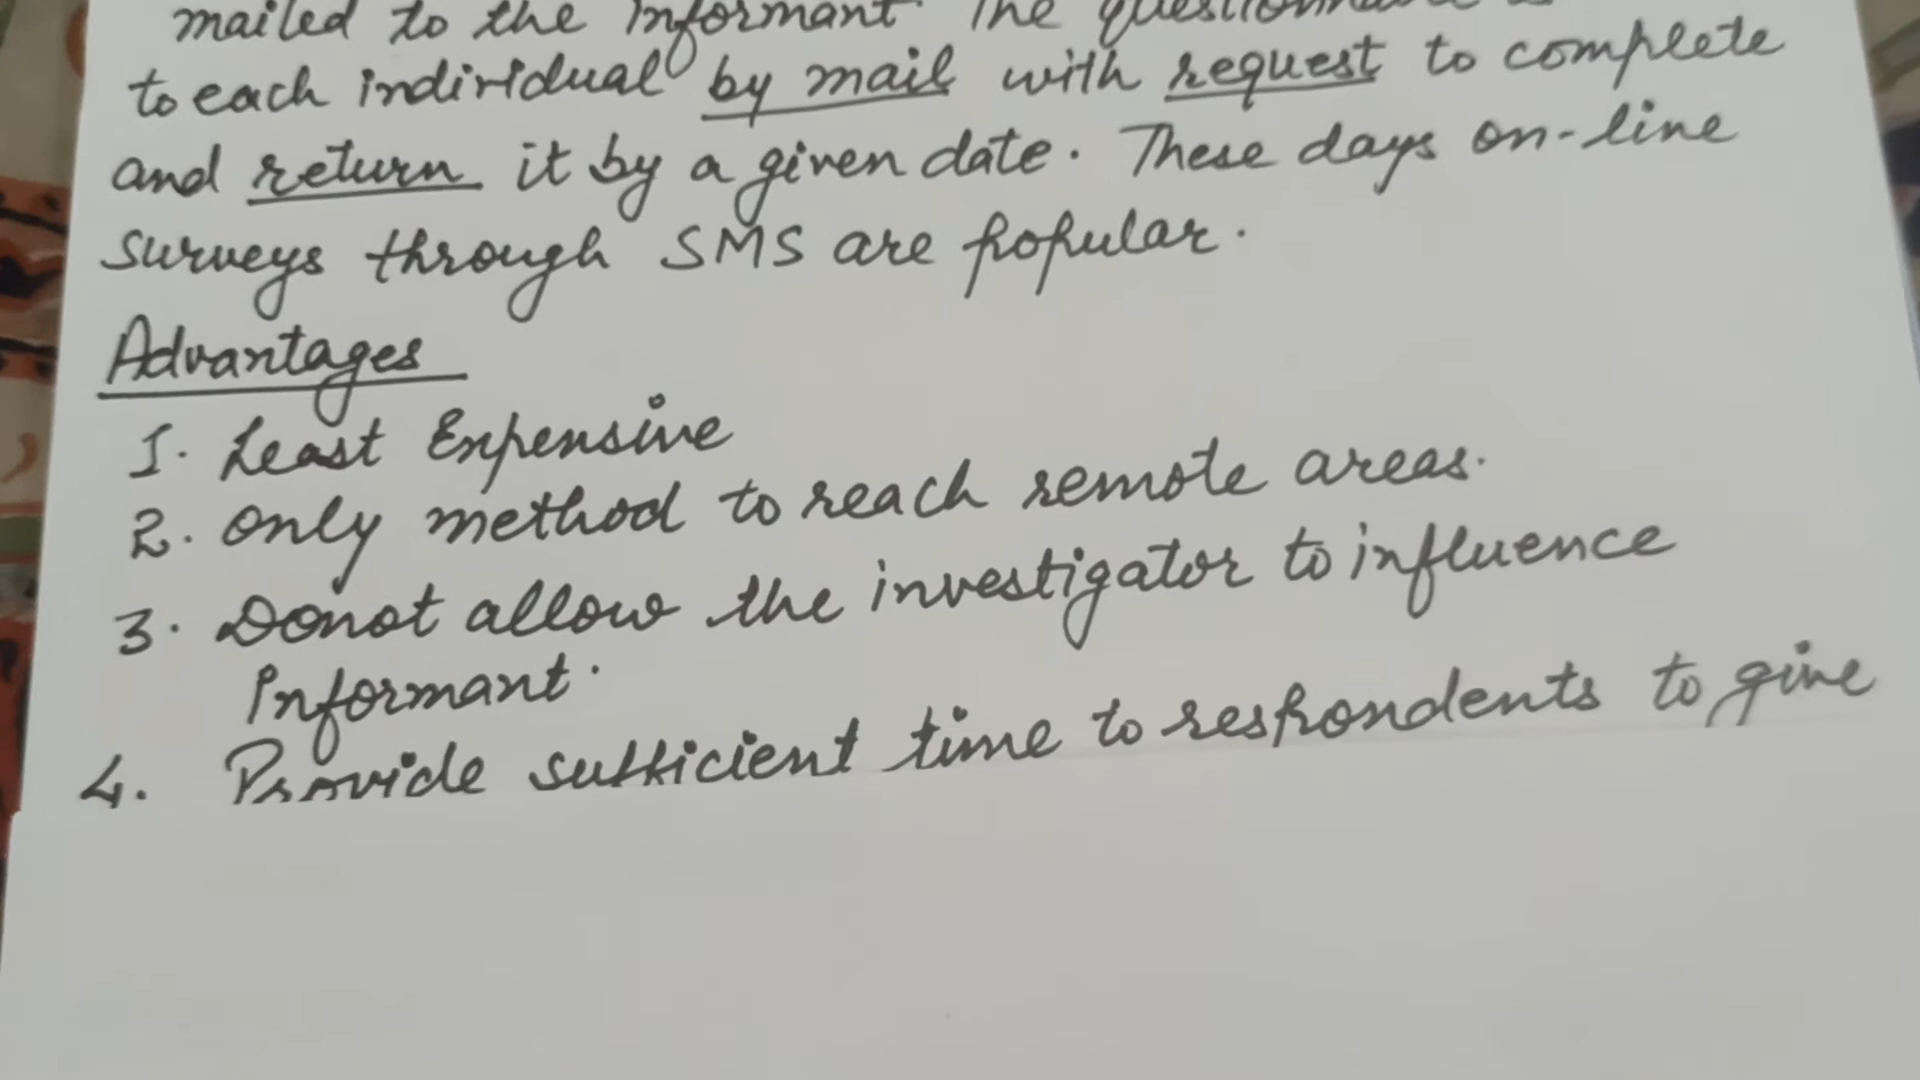 mailed to the Informant. The questionnaire is
to each individual by mail with request to complete
and return it by a given date. These days on-line
surveys through SMS are popular.
Advantages
1. Least Expensive
2. Only method to reach remote areas.
3. Donot allow the investigator to influence
Informant.
4. Provide sufficient time to respondents to give